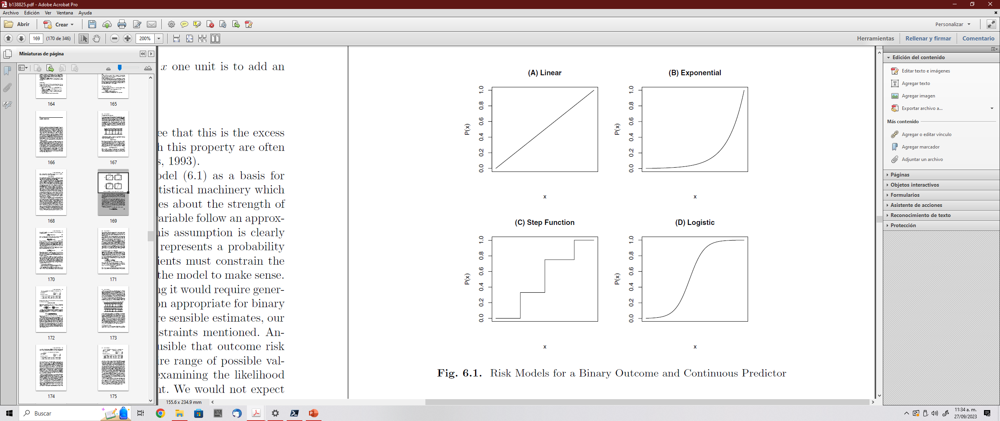 b138825.pdf - Adobe Acrobat Pro
Archivo Edición Ver Ventana Ayuda
Abrir Crear Personalizar
169 (170 de 346) 200% Herramientas Rellenar y firmar Comentario
Miniaturas de página
164 165
166 167
168 169
170 171
172 173
174 175
x one unit is to add an
ee that this is the excess
h this property are often
s, 1993).
odel (6.1) as a basis for
tistical machinery which
es about the strength of
ariable follow an approx-
his assumption is clearly
represents a probability
ients must constrain the
the model to make sense.
ng it would require gener-
on appropriate for binary
re sensible estimates, our
straints mentioned. An-
usible that outcome risk
ire range of possible val-
examining the likelihood
nt. We would not expect
155.6 x 234.9 mm
(A) Linear
P(x)
0.0 0.2 0.4 0.6 0.8 1.0
x
(B) Exponential
P(x)
0.0 0.2 0.4 0.6 0.8 1.0
x
(C) Step Function
P(x)
0.0 0.2 0.4 0.6 0.8 1.0
x
(D) Logistic
P(x)
0.0 0.2 0.4 0.6 0.8 1.0
x
Fig. 6.1. Risk Models for a Binary Outcome and Continuous Predictor
Edición del contenido
Editar texto e imágenes
Agregar texto
Agregar imagen
Exportar archivo a...
Más contenido
Agregar o editar vínculo
Agregar marcador
Adjuntar un archivo
Páginas
Objetos interactivos
Formularios
Asistente de acciones
Reconocimiento de texto
Protección
Buscar
11:34 a. m.
27/09/2023